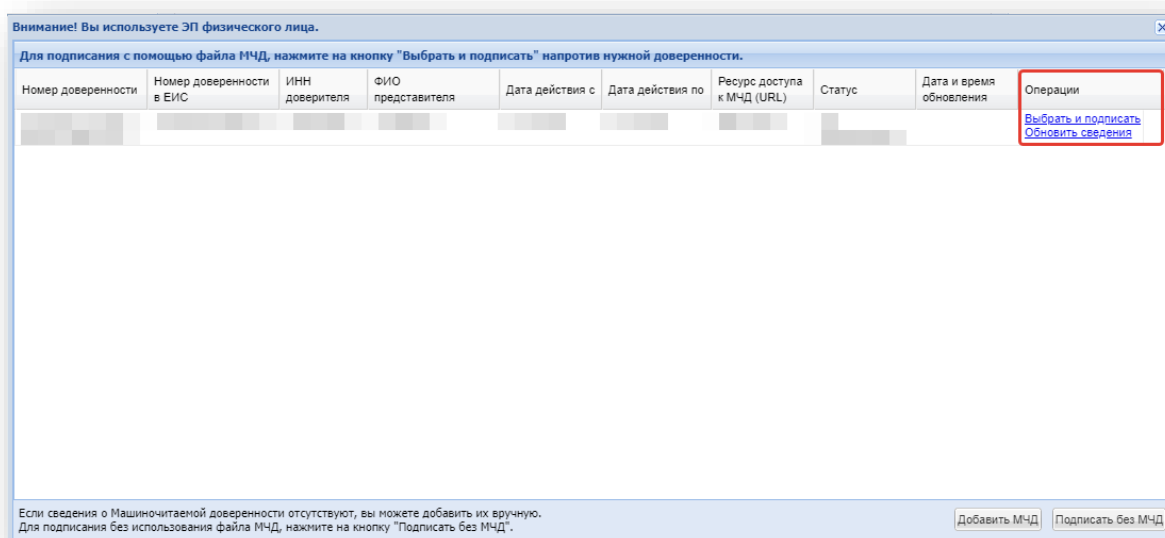 Внимание! Вы используете ЭП физического лица.
Для подписания с помощью файла МЧД, нажмите на кнопку "Выбрать и подписать" напротив нужной доверенности.
Номер доверенности
Номер доверенности
в ЕИС
ИНН
доверителя
ФИО
представителя
Дата действия с
Дата действия по
Ресурс доступа
к МЧД (URL)
Статус
Дата и время
обновления
Операции
Выбрать и подписать
Обновить сведения
Если сведения о Машиночитаемой доверенности отсутствуют, вы можете добавить их вручную.
Для подписания без использования файла МЧД, нажмите на кнопку "Подписать без МЧД".
Добавить МЧД
Подписать без МЧД